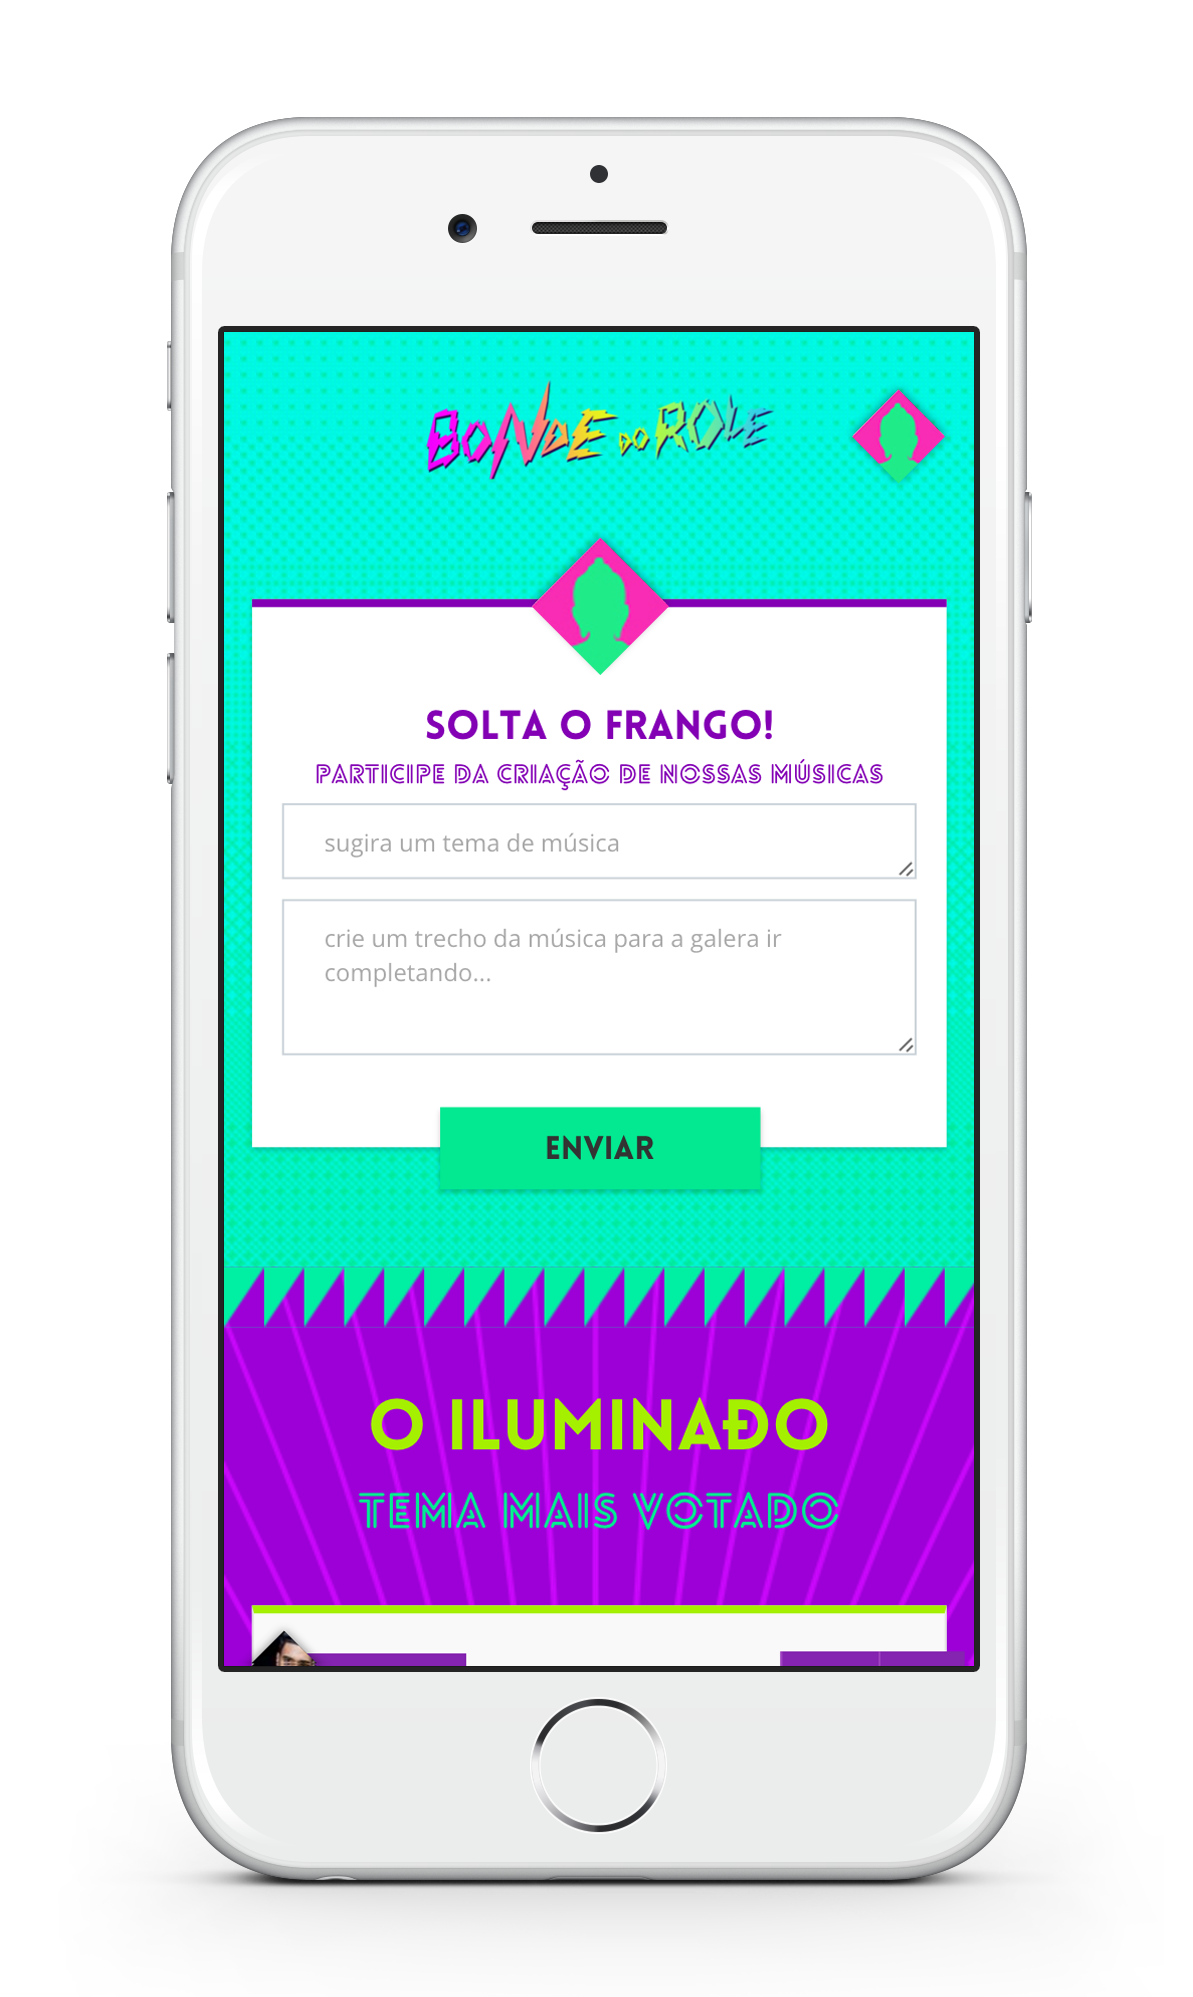 BONDE DO ROLE
SOLTA O FRANGO!
PARTICIPE DA CRIAÇÃO DE NOSSAS MÚSICAS
sugira um tema de música
crie um trecho da música para a galera ir
completando...
ENVIAR
O ILUMINADO
TEMA MAIS VOTADO